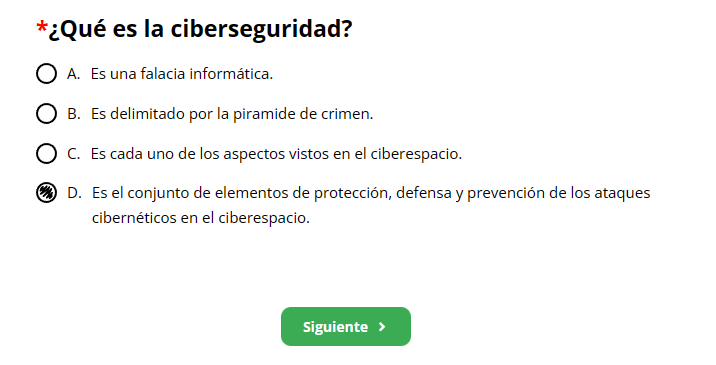 *¿Qué es la ciberseguridad?
A. Es una falacia informática.
B. Es delimitado por la piramide de crimen.
C. Es cada uno de los aspectos vistos en el ciberespacio.
D. Es el conjunto de elementos de protección, defensa y prevención de los ataques
cibernéticos en el ciberespacio.
Siguiente